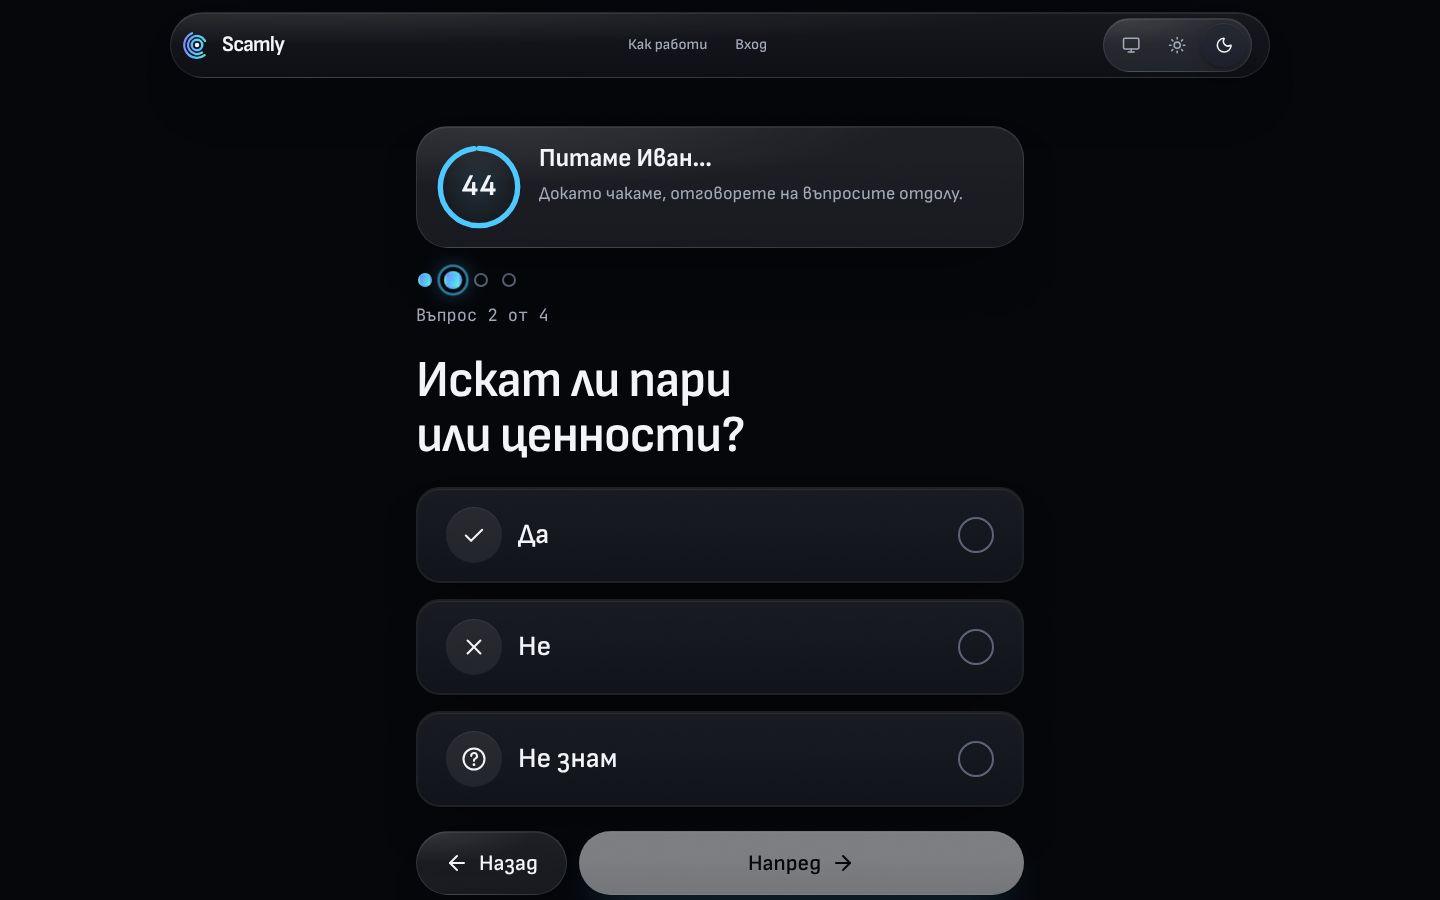 Scamly
Как работи
Вход
44
Питаме Иван...
Докато чакаме, отговорете на въпросите отдолу.
Въпрос 2 от 4
Искат ли пари
или ценности?
Да
Не
Не знам
Назад
Напред